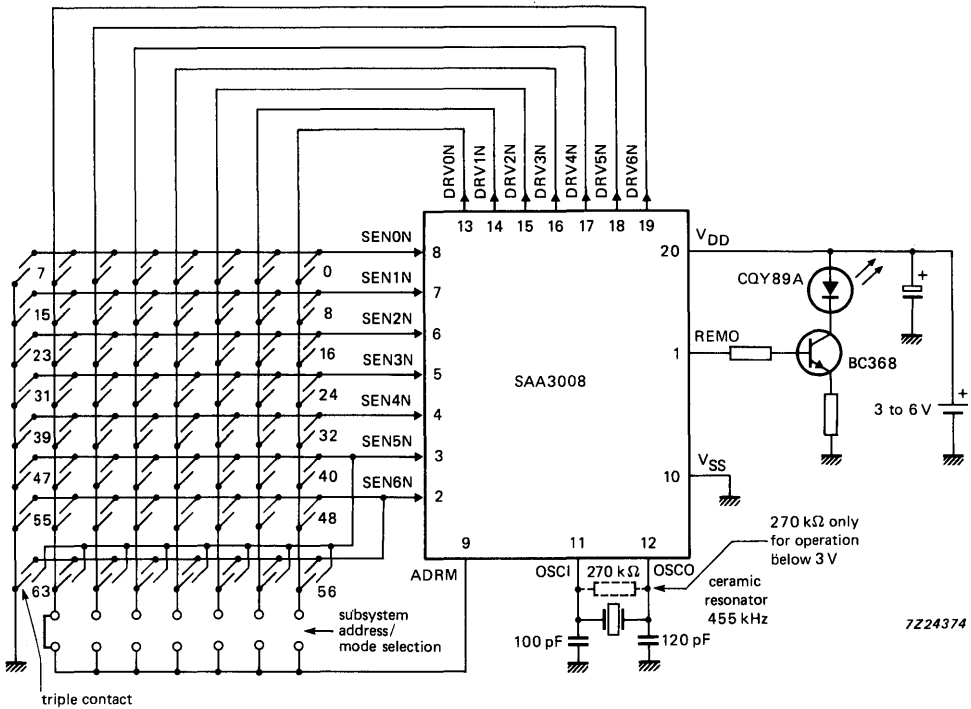 DRV0N
DRV1N
DRV2N
DRV3N
DRV4N
DRV5N
DRV6N
13 14 15 16 17 18 19
SEN0N
8
7
0
SEN1N
7
15
8
SEN2N
6
23
16
SEN3N
5
31
24
SEN4N
4
39
32
SEN5N
3
47
40
SEN6N
2
55
48
63
56
SAA3008
20
VDD
CQY89A
+
REMO
1
BC368
3 to 6 V
+
10
VSS
9
ADRM
11
12
OSCI
270 kΩ
OSCO
270 kΩ only
for operation
below 3 V
ceramic
resonator
455 kHz
100 pF
120 pF
subsystem
address/
mode selection
triple contact
7Z24374